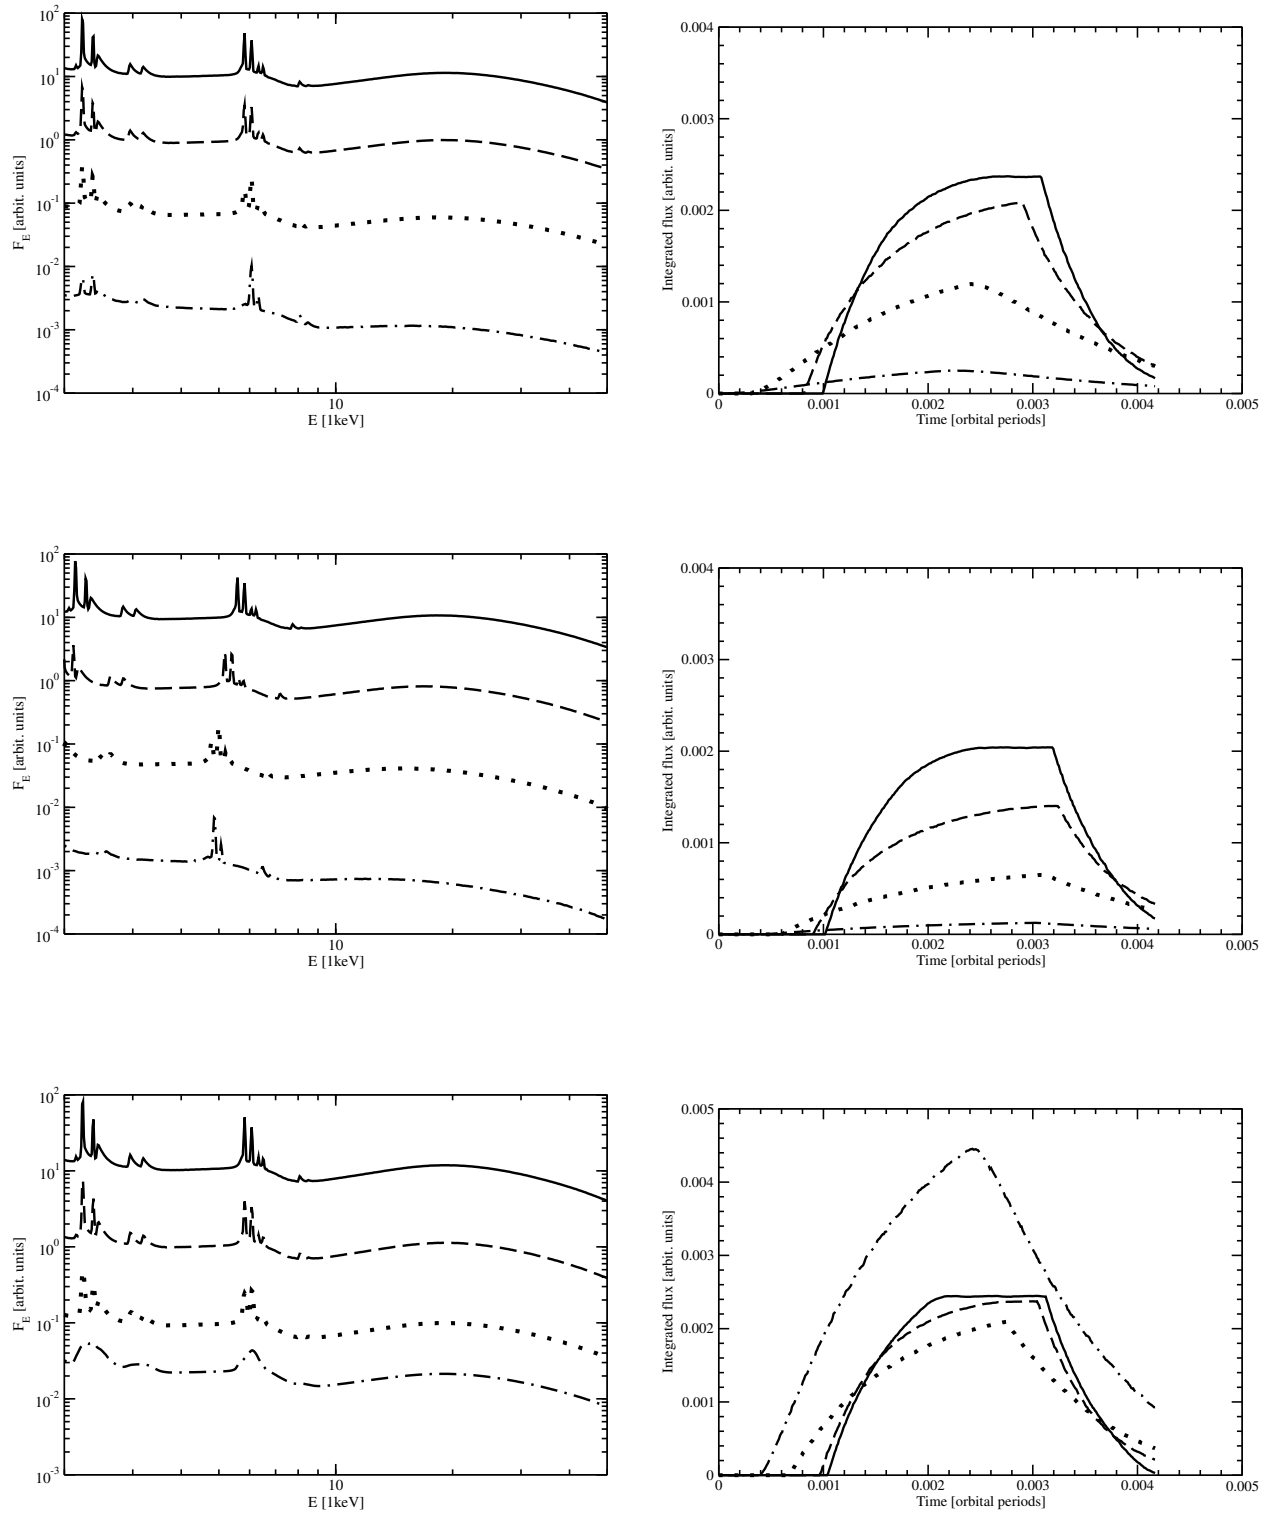 10^2
10^1
10^0
10^-1
10^-2
10^-3
10^-4
F_E [arbit. units]
10
E [1keV]
0.004
0.003
0.002
0.001
0
Integrated flux [arbit. units]
0 0.001 0.002 0.003 0.004 0.005
Time [orbital periods]
10^2
10^1
10^0
10^-1
10^-2
10^-3
10^-4
F_E [arbit. units]
10
E [1keV]
0.004
0.003
0.002
0.001
0
Integrated flux [arbit. units]
0 0.001 0.002 0.003 0.004 0.005
Time [orbital periods]
10^2
10^1
10^0
10^-1
10^-2
10^-3
F_E [arbit. units]
10
E [1keV]
0.005
0.004
0.003
0.002
0.001
0
Integrated flux [arbit. units]
0 0.001 0.002 0.003 0.004 0.005
Time [orbital periods]